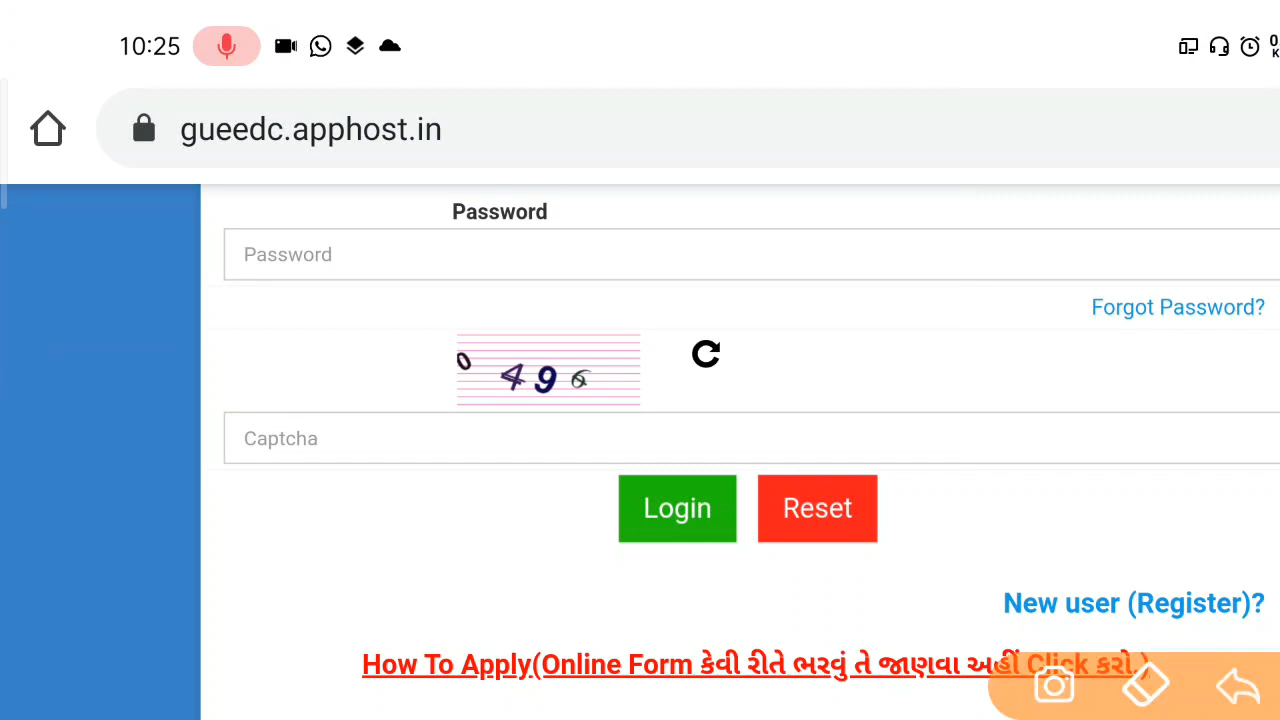 10:25
gueedc.apphost.in
Password
Password
Forgot Password?
0 4 9 6
Captcha
Login Reset
New user (Register)?
How To Apply(Online Form કેવી રીતે ભરવું તે જાણવા અહીં Click કરો.)